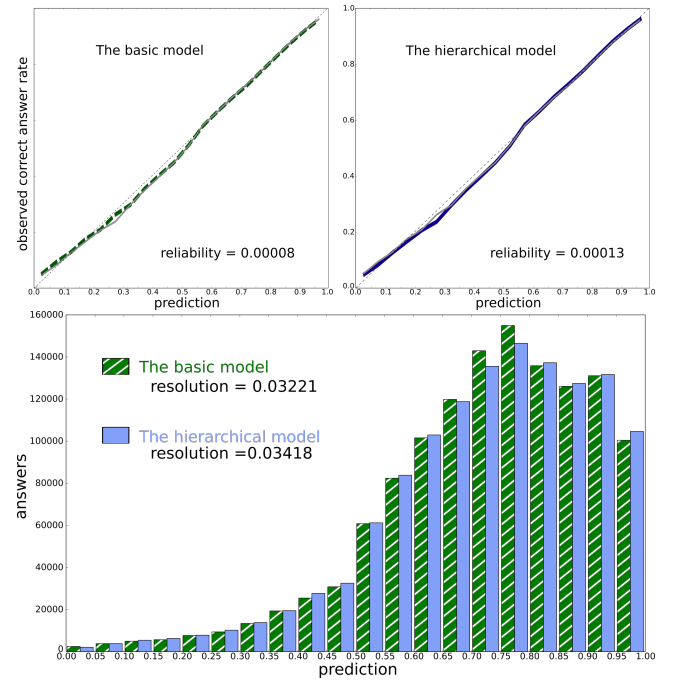 The basic model
observed correct answer rate
reliability = 0.00008
0.0 0.1 0.2 0.3 0.4 0.5 0.6 0.7 0.8 0.9 1.0
prediction
The hierarchical model
1.0
0.8
0.6
0.4
0.2
0.0
reliability = 0.00013
0.0 0.1 0.2 0.3 0.4 0.5 0.6 0.7 0.8 0.9 1.0
prediction
160000
140000
120000
100000
80000
60000
40000
20000
0
answers
The basic model
resolution = 0.03221
The hierarchical model
resolution =0.03418
0.00 0.05 0.10 0.15 0.20 0.25 0.30 0.35 0.40 0.45 0.50 0.55 0.60 0.65 0.70 0.75 0.80 0.85 0.90 0.95 1.00
prediction